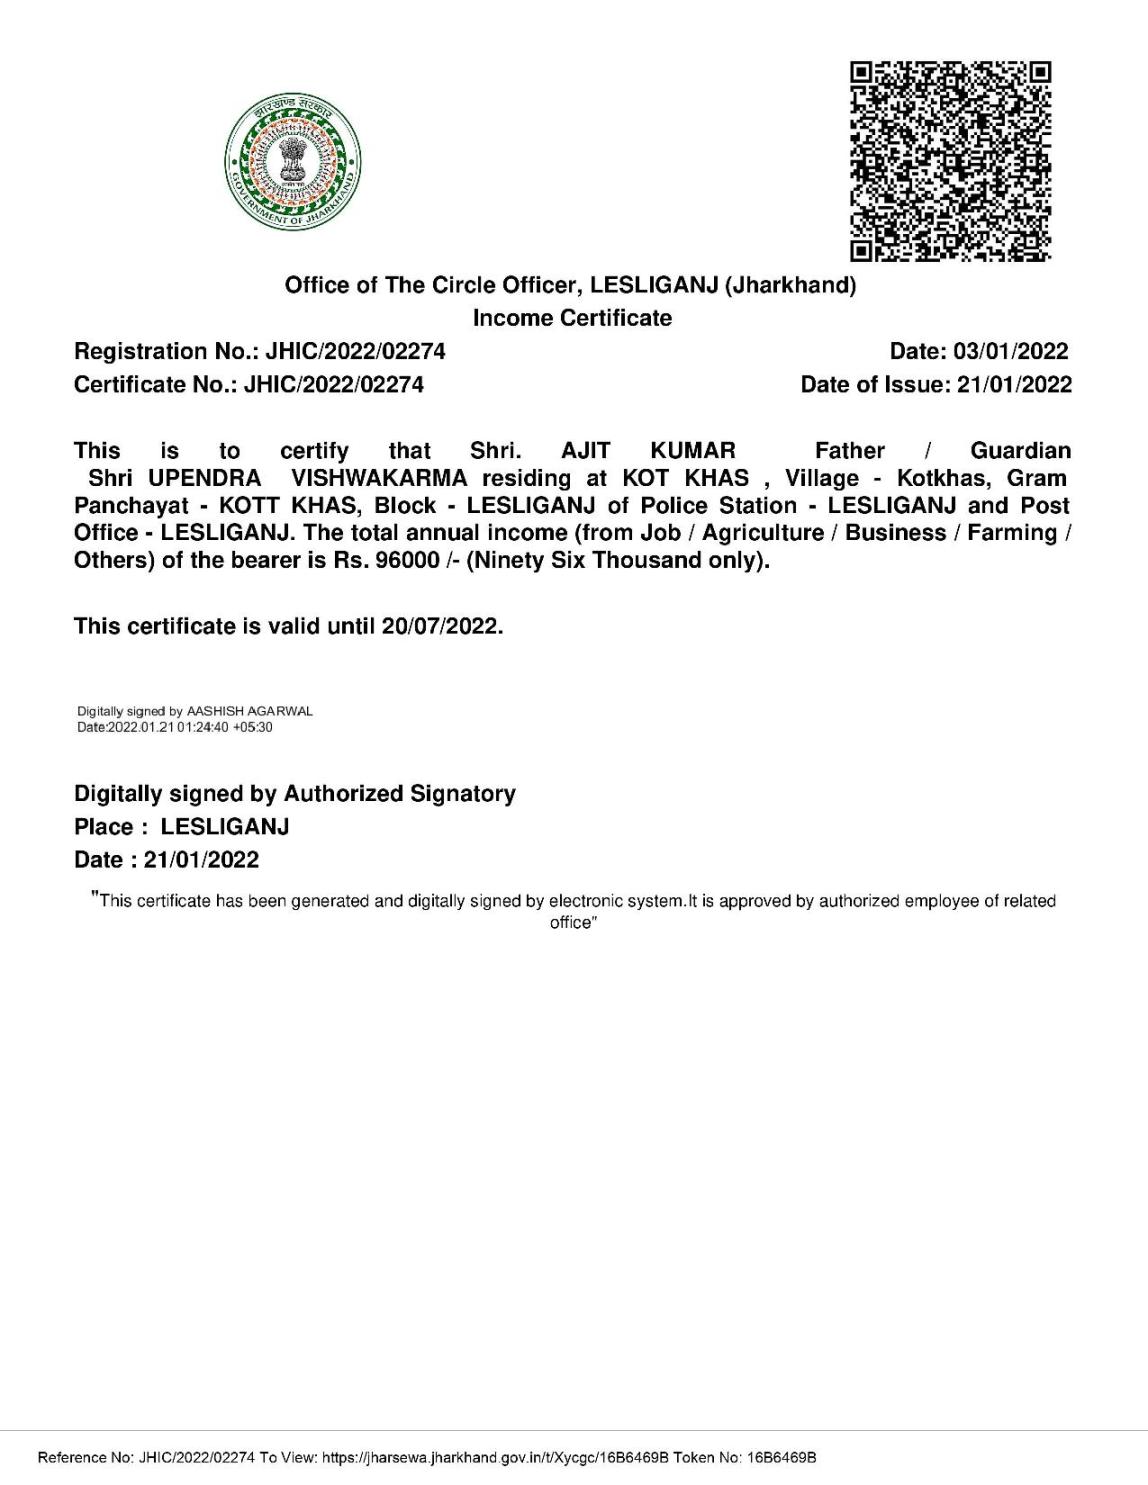 झारखण्ड सरकार
GOVERNMENT OF JHARKHAND
Office of The Circle Officer, LESLIGANJ (Jharkhand)
Income Certificate
Registration No.: JHIC/2022/02274 Date: 03/01/2022
Certificate No.: JHIC/2022/02274 Date of Issue: 21/01/2022
This is to certify that Shri. AJIT KUMAR Father / Guardian
Shri UPENDRA VISHWAKARMA residing at KOT KHAS , Village - Kotkhas, Gram
Panchayat - KOTT KHAS, Block - LESLIGANJ of Police Station - LESLIGANJ and Post
Office - LESLIGANJ. The total annual income (from Job / Agriculture / Business / Farming /
Others) of the bearer is Rs. 96000 /- (Ninety Six Thousand only).
This certificate is valid until 20/07/2022.
Digitally signed by AASHISH AGARWAL
Date:2022.01.21 01:24:40 +05:30
Digitally signed by Authorized Signatory
Place : LESLIGANJ
Date : 21/01/2022
"This certificate has been generated and digitally signed by electronic system.It is approved by authorized employee of related
office"
Reference No: JHIC/2022/02274 To View: https://jharsewa.jharkhand.gov.in/t/Xycgc/16B6469B Token No: 16B6469B